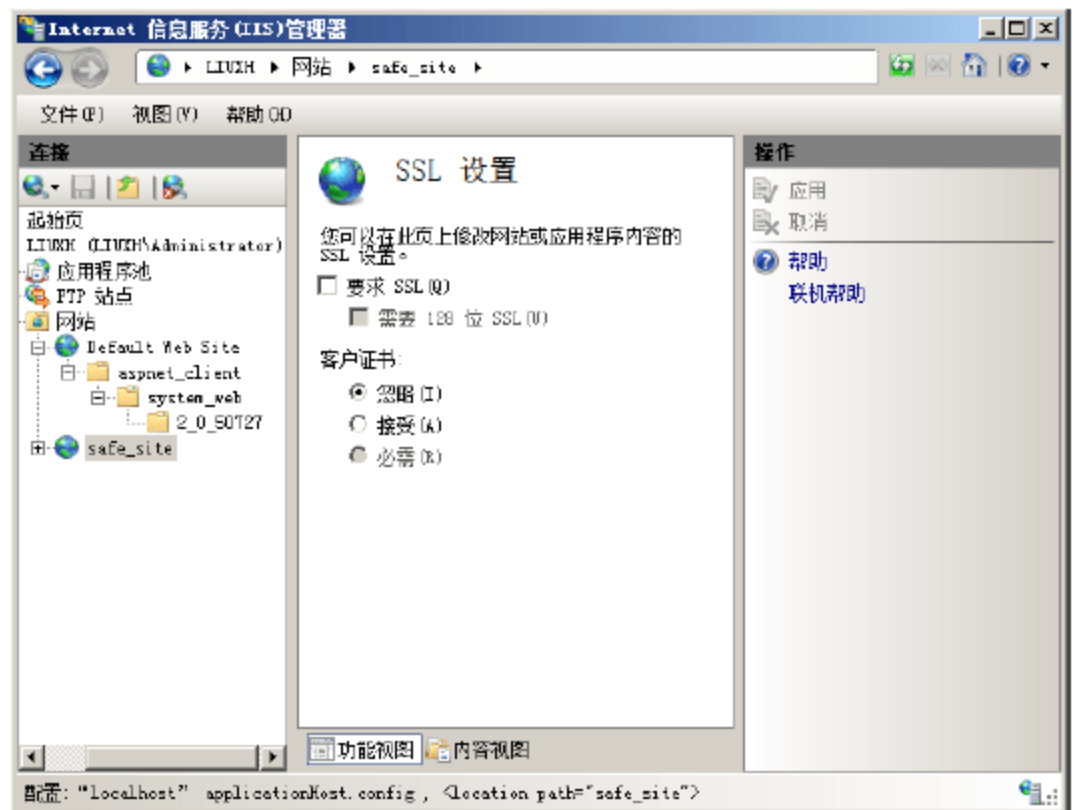 Internet 信息服务(IIS)管理器
LIUXH 网站 safe_site
文件(F) 视图(V) 帮助(H)
连接
起始页
LIUXH (LIUXH\Administrator)
应用程序池
FTP 站点
网站
Default Web Site
aspnet_client
system_web
2_0_50727
safe_site
SSL 设置
您可以在此页上修改网站或应用程序内容的
SSL 设置。
要求 SSL(Q)
需要 128 位 SSL(V)
客户证书:
忽略(I)
接受(A)
必需(R)
功能视图 内容视图
操作
应用
取消
帮助
联机帮助
配置: "localhost" applicationHost.config , <location path="safe_site">